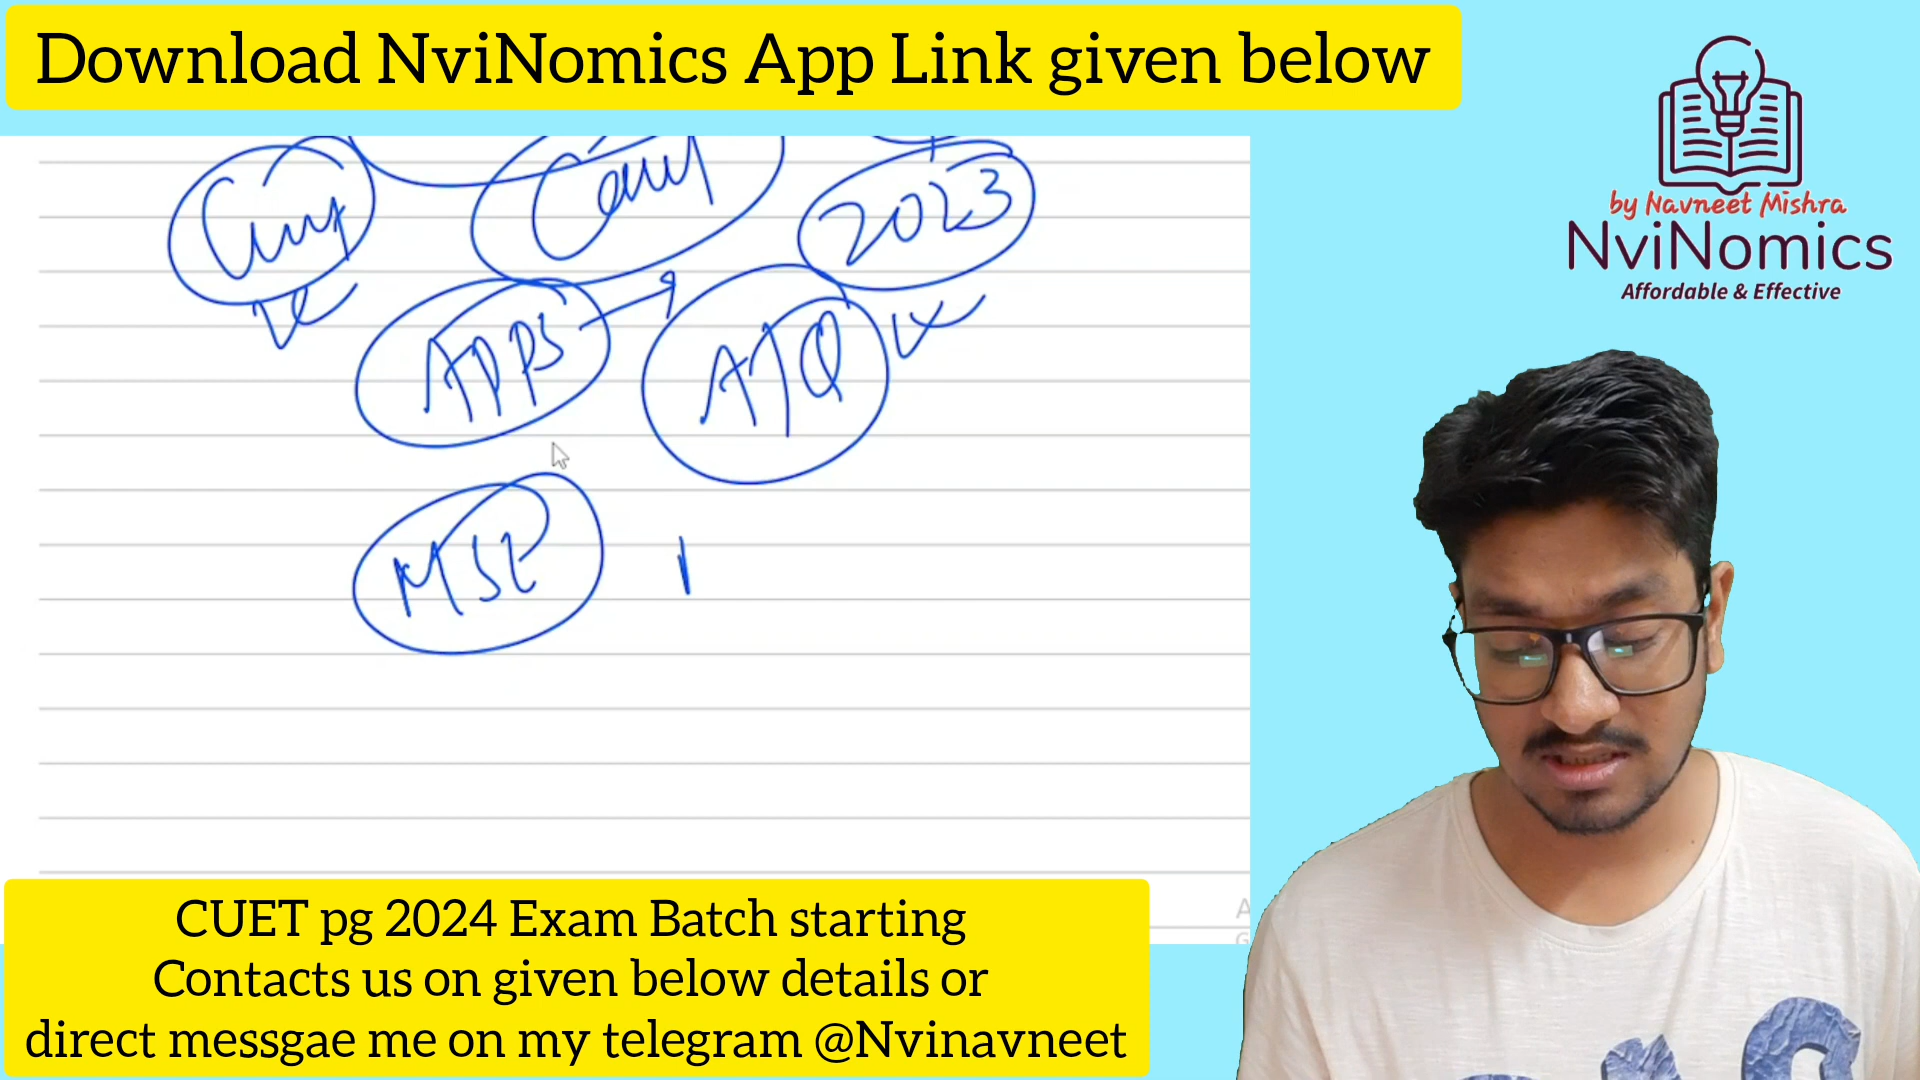 Download NviNomics App Link given below
by Navneet Mishra
NviNomics
Affordable & Effective
2023
APPS
ATQ
MSE
CUET pg 2024 Exam Batch starting
Contacts us on given below details or
direct messgae me on my telegram @Nvinavneet